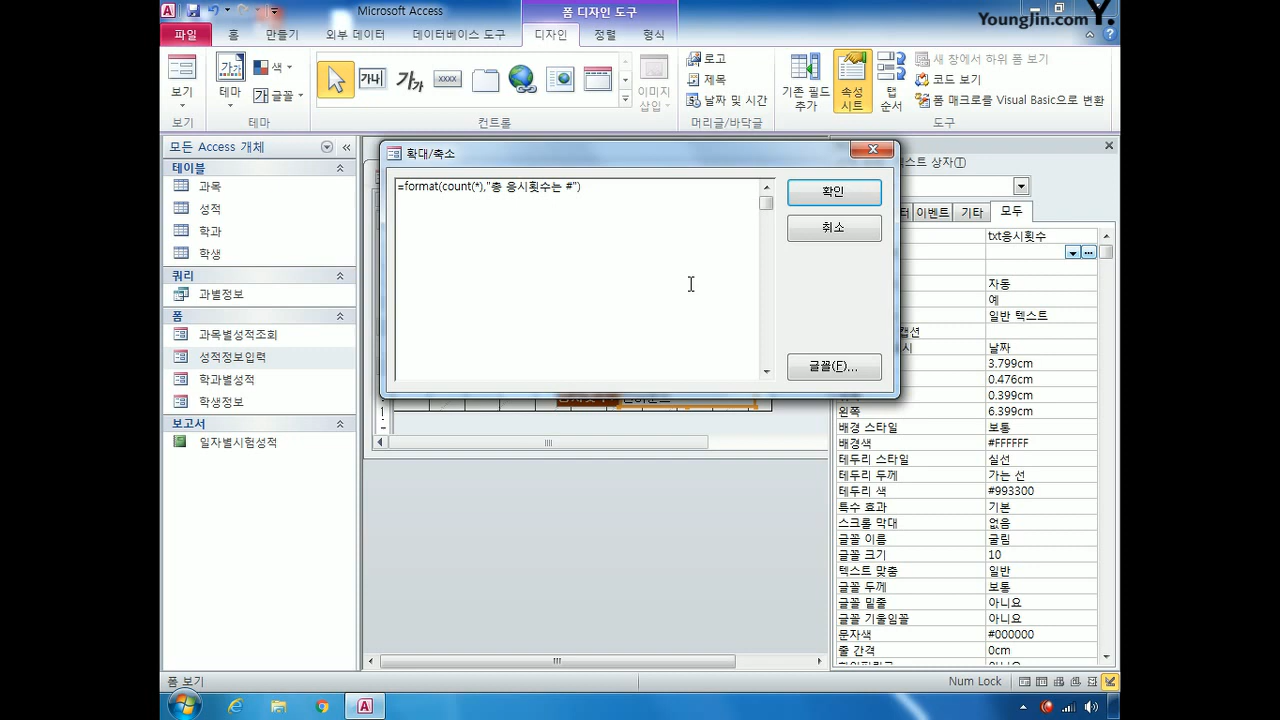 Microsoft Access
폼 디자인 도구
YoungJin.com Y.
파일
홈
만들기
외부 데이터
데이터베이스 도구
디자인
정렬
형식
보기
테마
색
글꼴
가나
xxxx
이미지
삽입
로고
제목
날짜 및 시간
기존 필드
추가
속성
시트
탭
순서
새 창에서 하위 폼 보기
코드 보기
폼 매크로를 Visual Basic으로 변환
보기
테마
컨트롤
머리글/바닥글
도구
모든 Access 개체
테이블
과목
성적
학과
학생
쿼리
과별정보
폼
과목별성적조회
성적정보입력
학과별성적
학생정보
보고서
일자별시험성적
확대/축소
=format(count(*),"총 응시횟수는 #")
확인
취소
글꼴(F)...
스트 상자(I)
이벤트
기타
모두
txt응시횟수
자동
예
일반 텍스트
캡션
시 날짜
3.799cm
0.476cm
0.399cm
왼쪽 6.399cm
배경 스타일 보통
배경색 #FFFFFF
테두리 스타일 실선
테두리 두께 가는 선
테두리 색 #993300
특수 효과 기본
스크롤 막대 없음
글꼴 이름 굴림
글꼴 크기 10
텍스트 맞춤 일반
글꼴 두께 보통
글꼴 밑줄 아니요
글꼴 기울임꼴 아니요
문자색 #000000
줄 간격 0cm
폼 보기
Num Lock